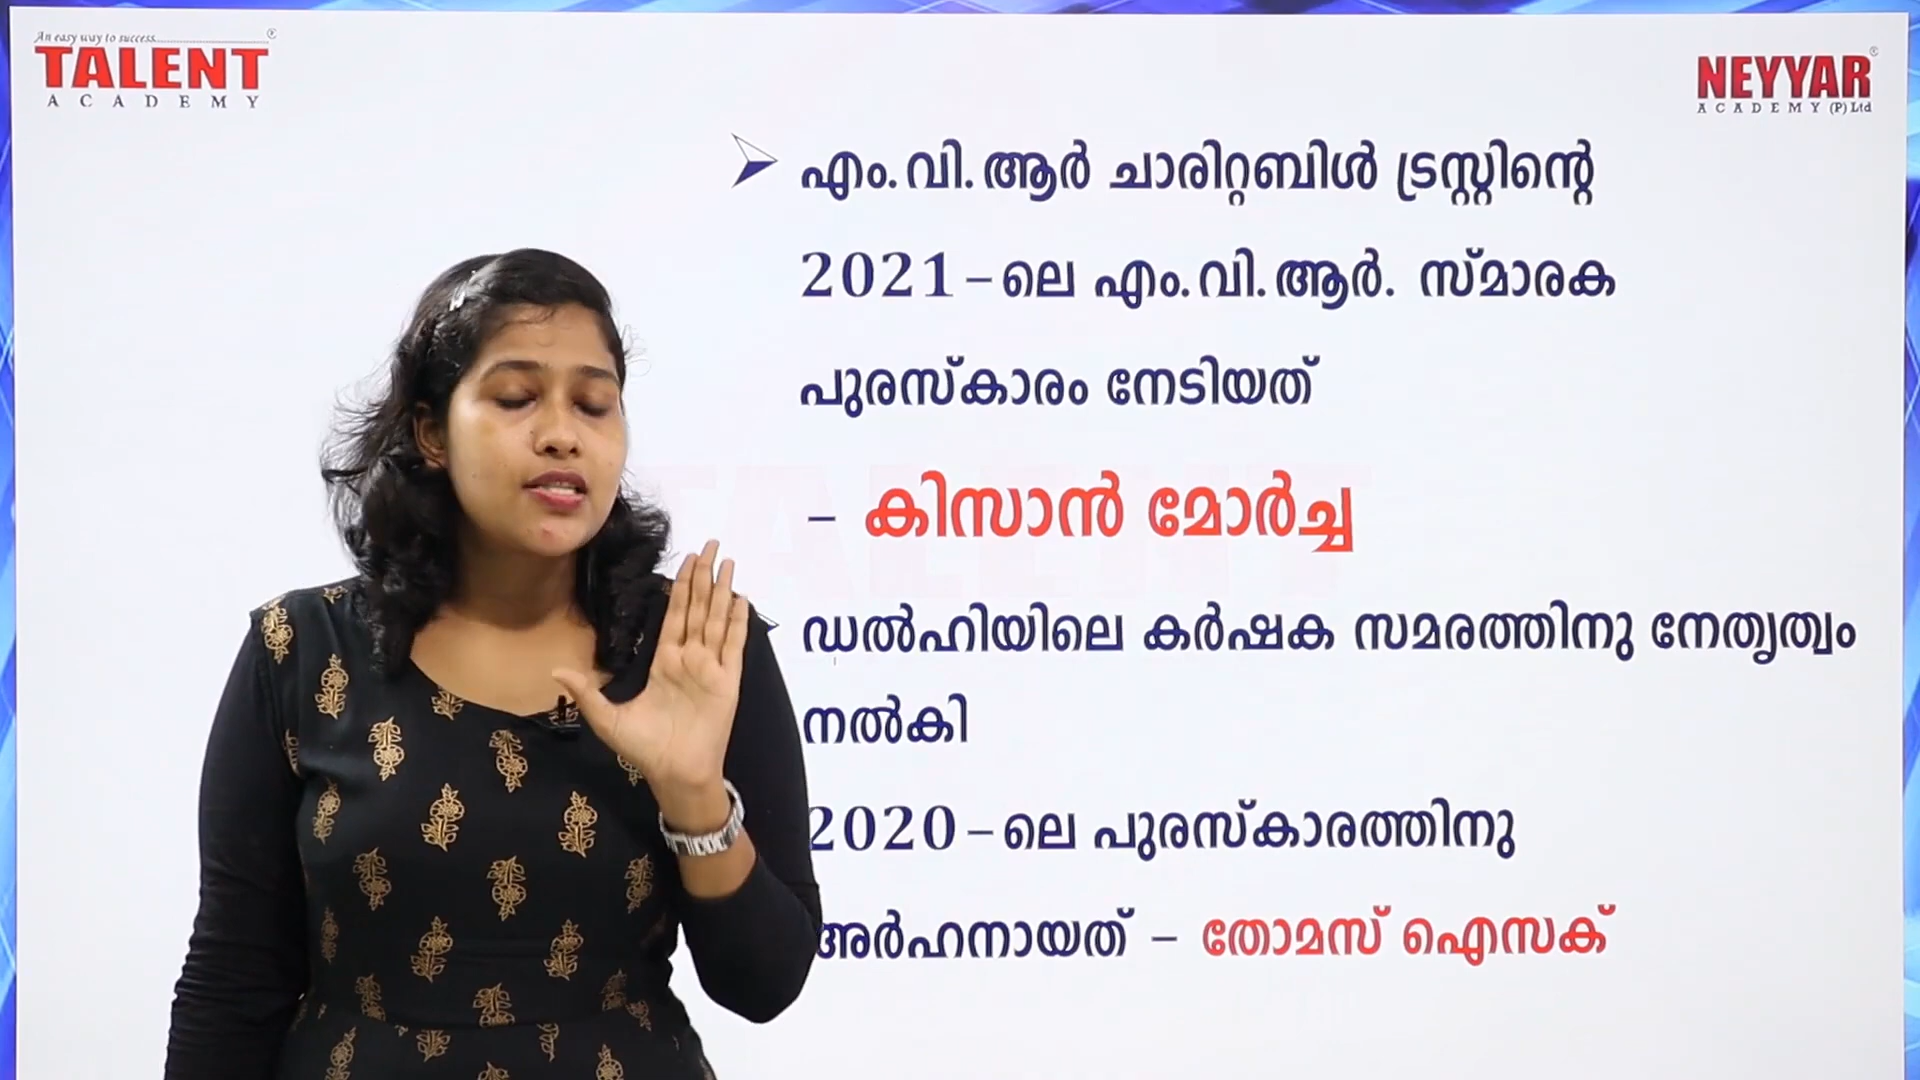 An easy way to success
TALENT
ACADEMY
NEYYAR
ACADEMY (P) Ltd
എം.വി.ആർ ചാരിറ്റബിൾ ട്രസ്റ്റിന്റെ
2021-ലെ എം.വി.ആർ. സ്മാരക
പുരസ്കാരം നേടിയത്
- കിസാൻ മോർച്ച
ഡൽഹിയിലെ കർഷക സമരത്തിനു നേതൃത്വം
നൽകി
2020-ലെ പുരസ്കാരത്തിനു
അർഹനായത് - തോമസ് ഐസക്